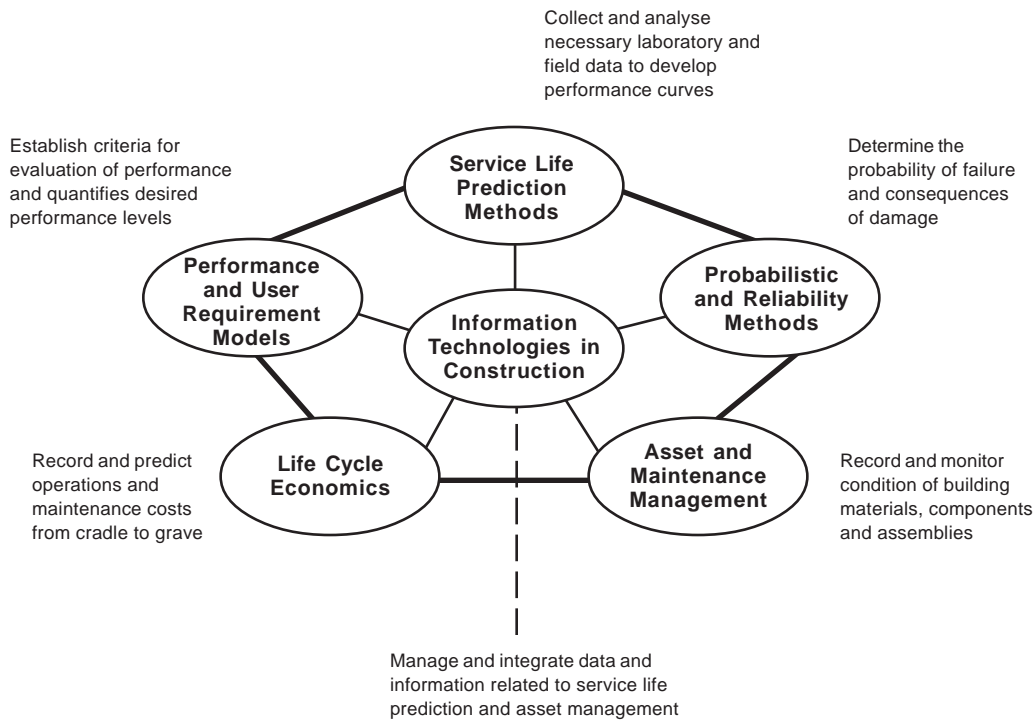 Collect and analyse
necessary laboratory and
field data to develop
performance curves
Establish criteria for
evaluation of performance
and quantifies desired
performance levels
Service Life
Prediction
Methods
Determine the
probability of failure
and consequences
of damage
Performance
and User
Requirement
Models
Probabilistic
and Reliability
Methods
Information
Technologies in
Construction
Record and predict
operations and
maintenance costs
from cradle to grave
Life Cycle
Economics
Asset and
Maintenance
Management
Record and monitor
condition of building
materials, components
and assemblies
Manage and integrate data and
information related to service life
prediction and asset management